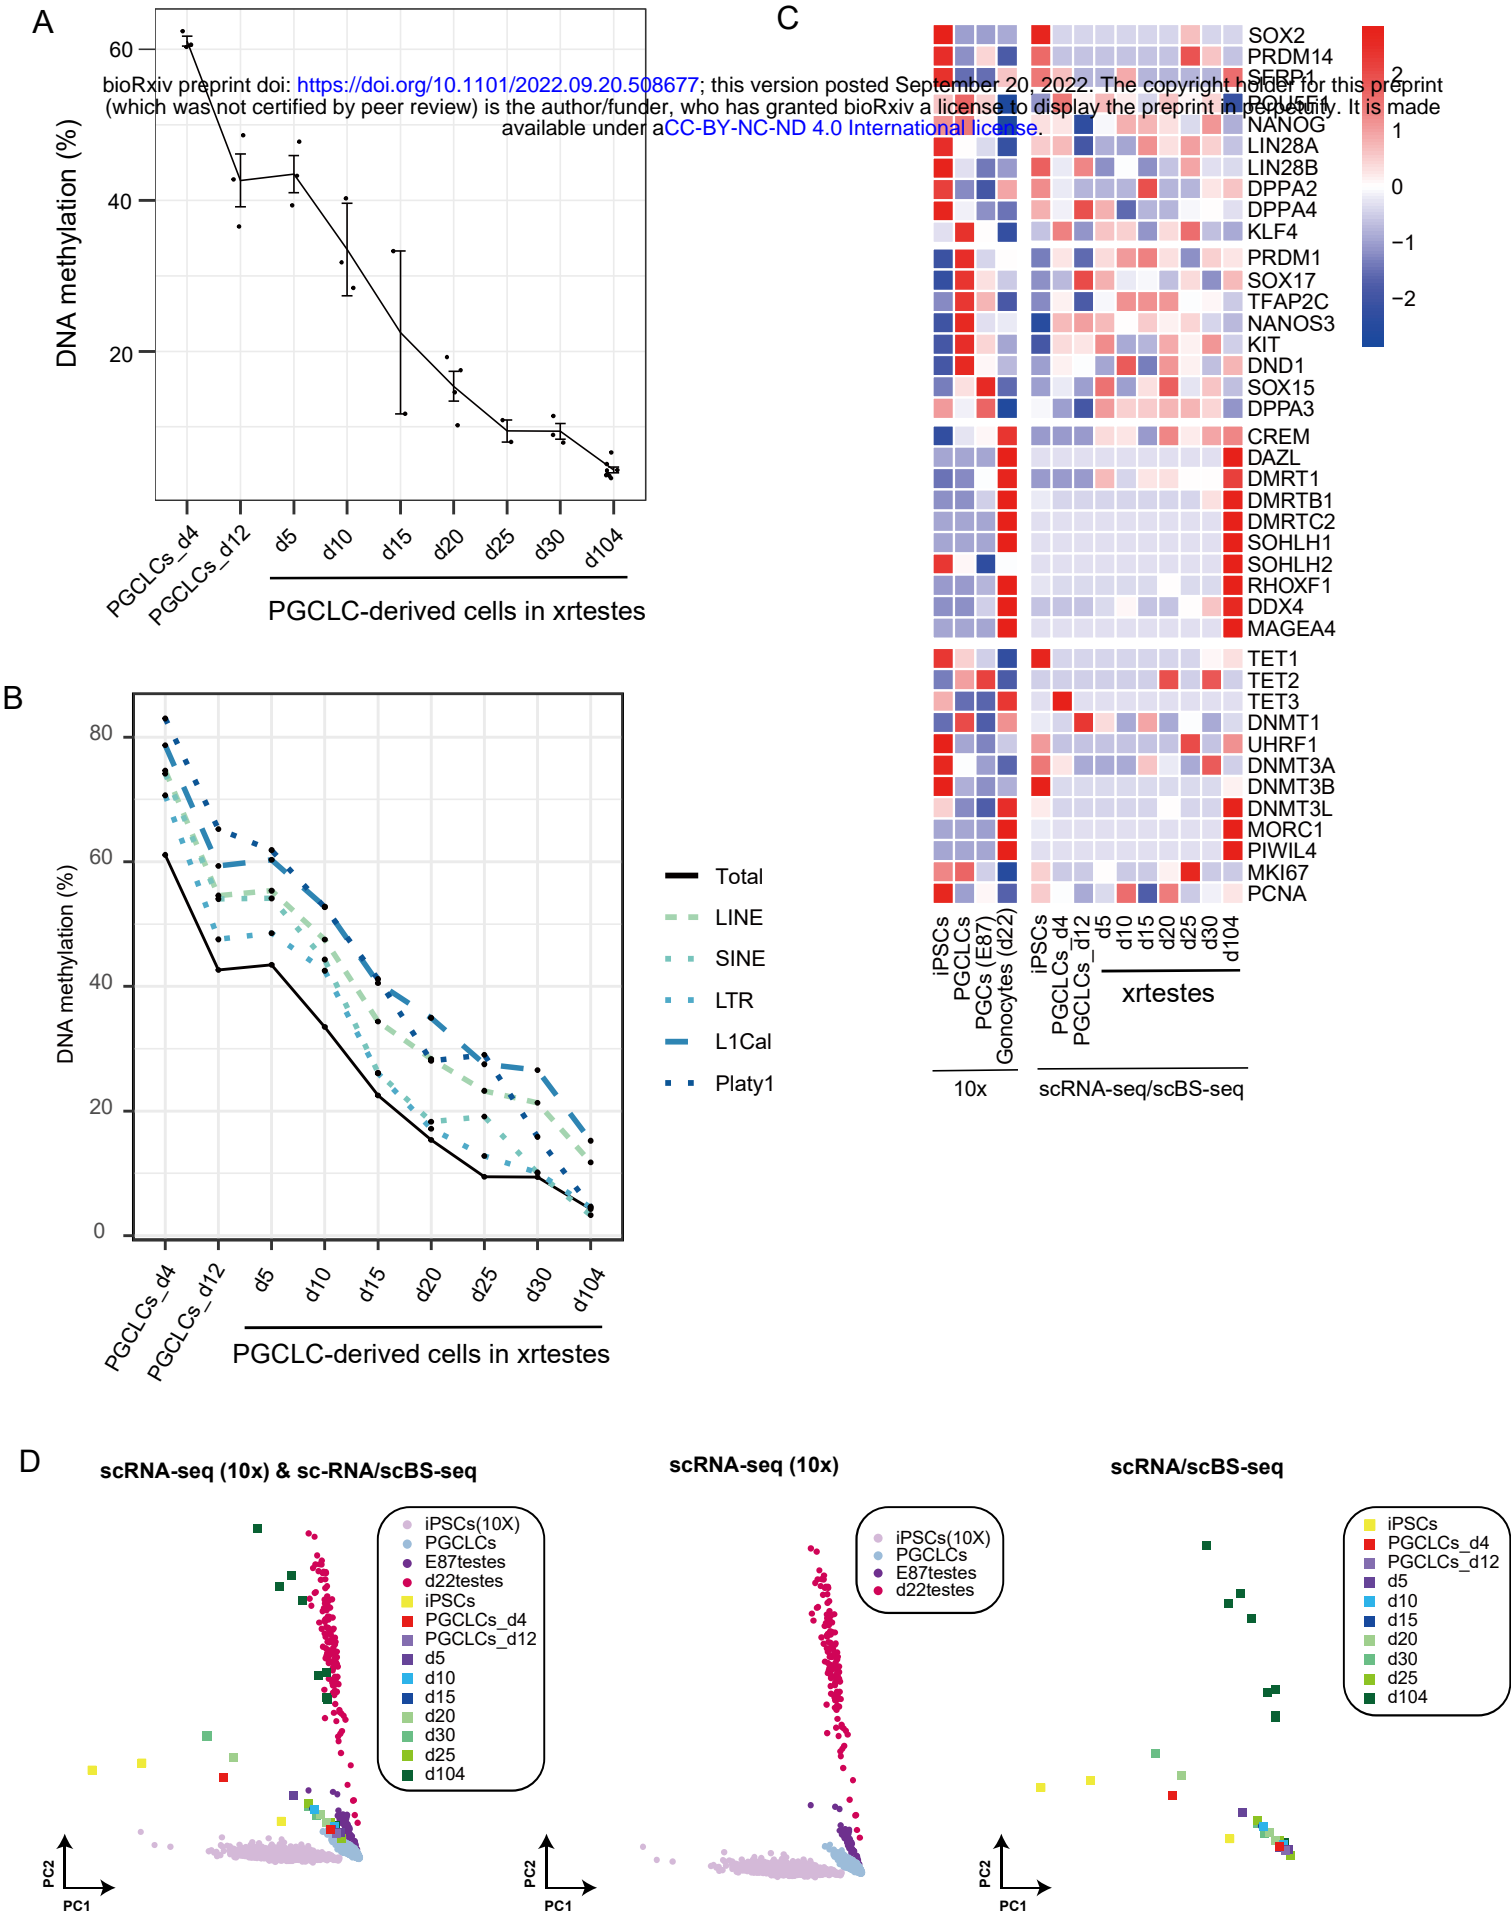 A
bioRxiv preprint doi: https://doi.org/10.1101/2022.09.20.508677; this version posted September 20, 2022. The copyright holder for this preprint
(which was not certified by peer review) is the author/funder, who has granted bioRxiv a license to display the preprint in perpetuity. It is made
available under aCC-BY-NC-ND 4.0 International license.
DNA methylation (%)
60
40
20
PGCLCs_d4
PGCLCs_d12
d5
d10
d15
d20
d25
d30
d104
PGCLC-derived cells in xrtestes
B
DNA methylation (%)
80
60
40
20
0
PGCLCs_d4
PGCLCs_d12
d5
d10
d15
d20
d25
d30
d104
PGCLC-derived cells in xrtestes
Total
LINE
SINE
LTR
L1Cal
Platy1
C
SOX2
PRDM14
SFRP1
POU5F1
NANOG
LIN28A
LIN28B
DPPA2
DPPA4
KLF4
PRDM1
SOX17
TFAP2C
NANOS3
KIT
DND1
SOX15
DPPA3
CREM
DAZL
DMRT1
DMRTB1
DMRTC2
SOHLH1
SOHLH2
RHOXF1
DDX4
MAGEA4
TET1
TET2
TET3
DNMT1
UHRF1
DNMT3A
DNMT3B
DNMT3L
MORC1
PIWIL4
MKI67
PCNA
2
1
0
−1
−2
iPSCs
PGCLCs
PGCs (E87)
Gonocytes (d22)
iPSCs
PGCLCs_d4
PGCLCs_d12
d5
d10
d15
d20
d25
d30
d104
xrtestes
10x
scRNA-seq/scBS-seq
D
scRNA-seq (10x) & sc-RNA/scBS-seq
iPSCs(10X)
PGCLCs
E87testes
d22testes
iPSCs
PGCLCs_d4
PGCLCs_d12
d5
d10
d15
d20
d30
d25
d104
PC2
PC1
scRNA-seq (10x)
iPSCs(10X)
PGCLCs
E87testes
d22testes
PC2
PC1
scRNA/scBS-seq
iPSCs
PGCLCs_d4
PGCLCs_d12
d5
d10
d15
d20
d30
d25
d104
PC2
PC1